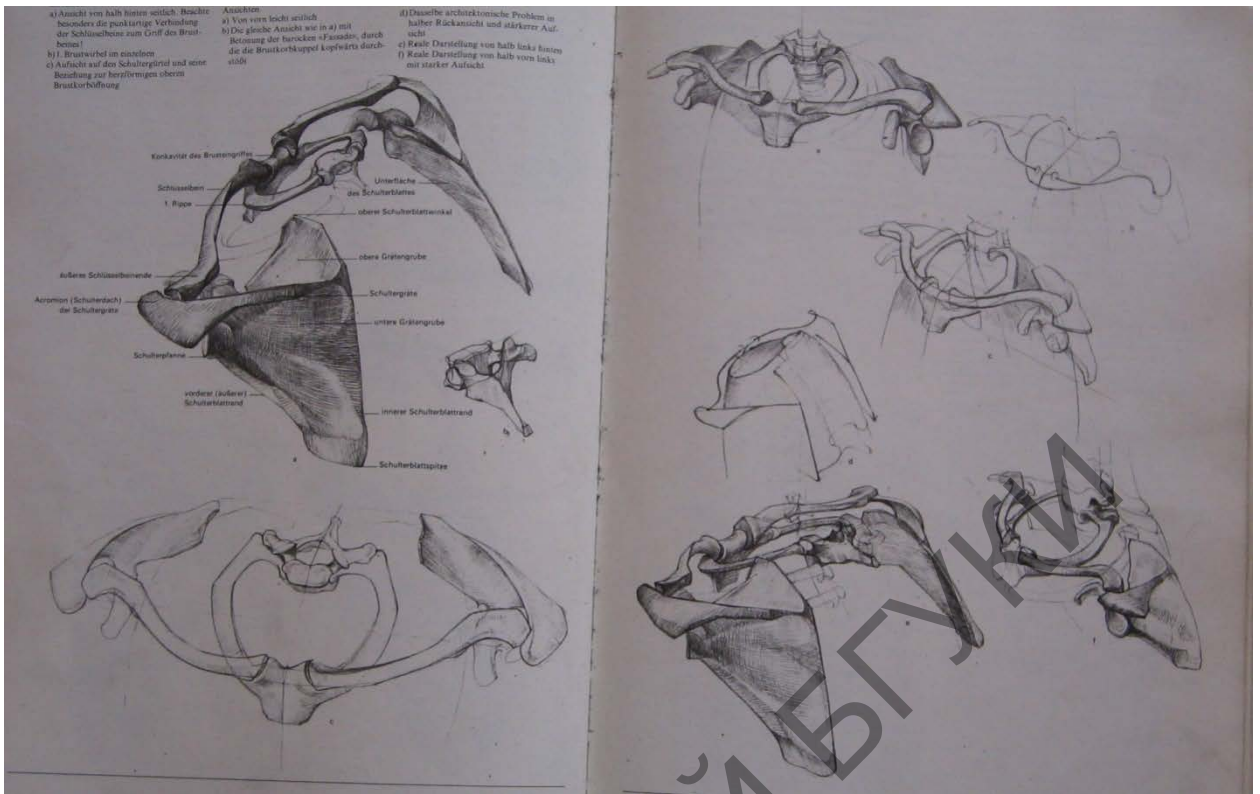 a) Ansicht von halb hinten seitlich. Beachte
besonders die punktartige Verbindung
der Schlüsselbeine zum Griff des Brust-
beines!
b) 1. Brustwirbel im einzelnen
c) Aufsicht auf den Schultergürtel und seine
Beziehung zur herzförmigen oberen
Brustkorböffnung
Ansichten
a) Von vorn leicht seitlich
b) Die gleiche Ansicht wie in a) mit
Betonung der barocken «Fassade», durch
die die Brustkorbkuppel kopfwärts durch-
stößt
d) Dasselbe architektonische Problem in
halber Rückansicht und stärkerer Auf-
sicht
e) Reale Darstellung von halb links hinten
f) Reale Darstellung von halb vorn links
mit starker Aufsicht
Konkavität des Brusteingriffes
Schlüsselbein
1. Rippe
Unterfläche
des Schulterblattes
oberer Schulterblattwinkel
obere Grätengrube
äußeres Schlüsselbeinende
Acromion (Schulterdach)
der Schultergräte
Schultergräte
untere Grätengrube
Schulterpfanne
vorderer (äußerer)
Schulterblattrand
innerer Schulterblattrand
Schulterblattspitze
a
b
c
a
b
c
d
e
f
Й БГУКИ